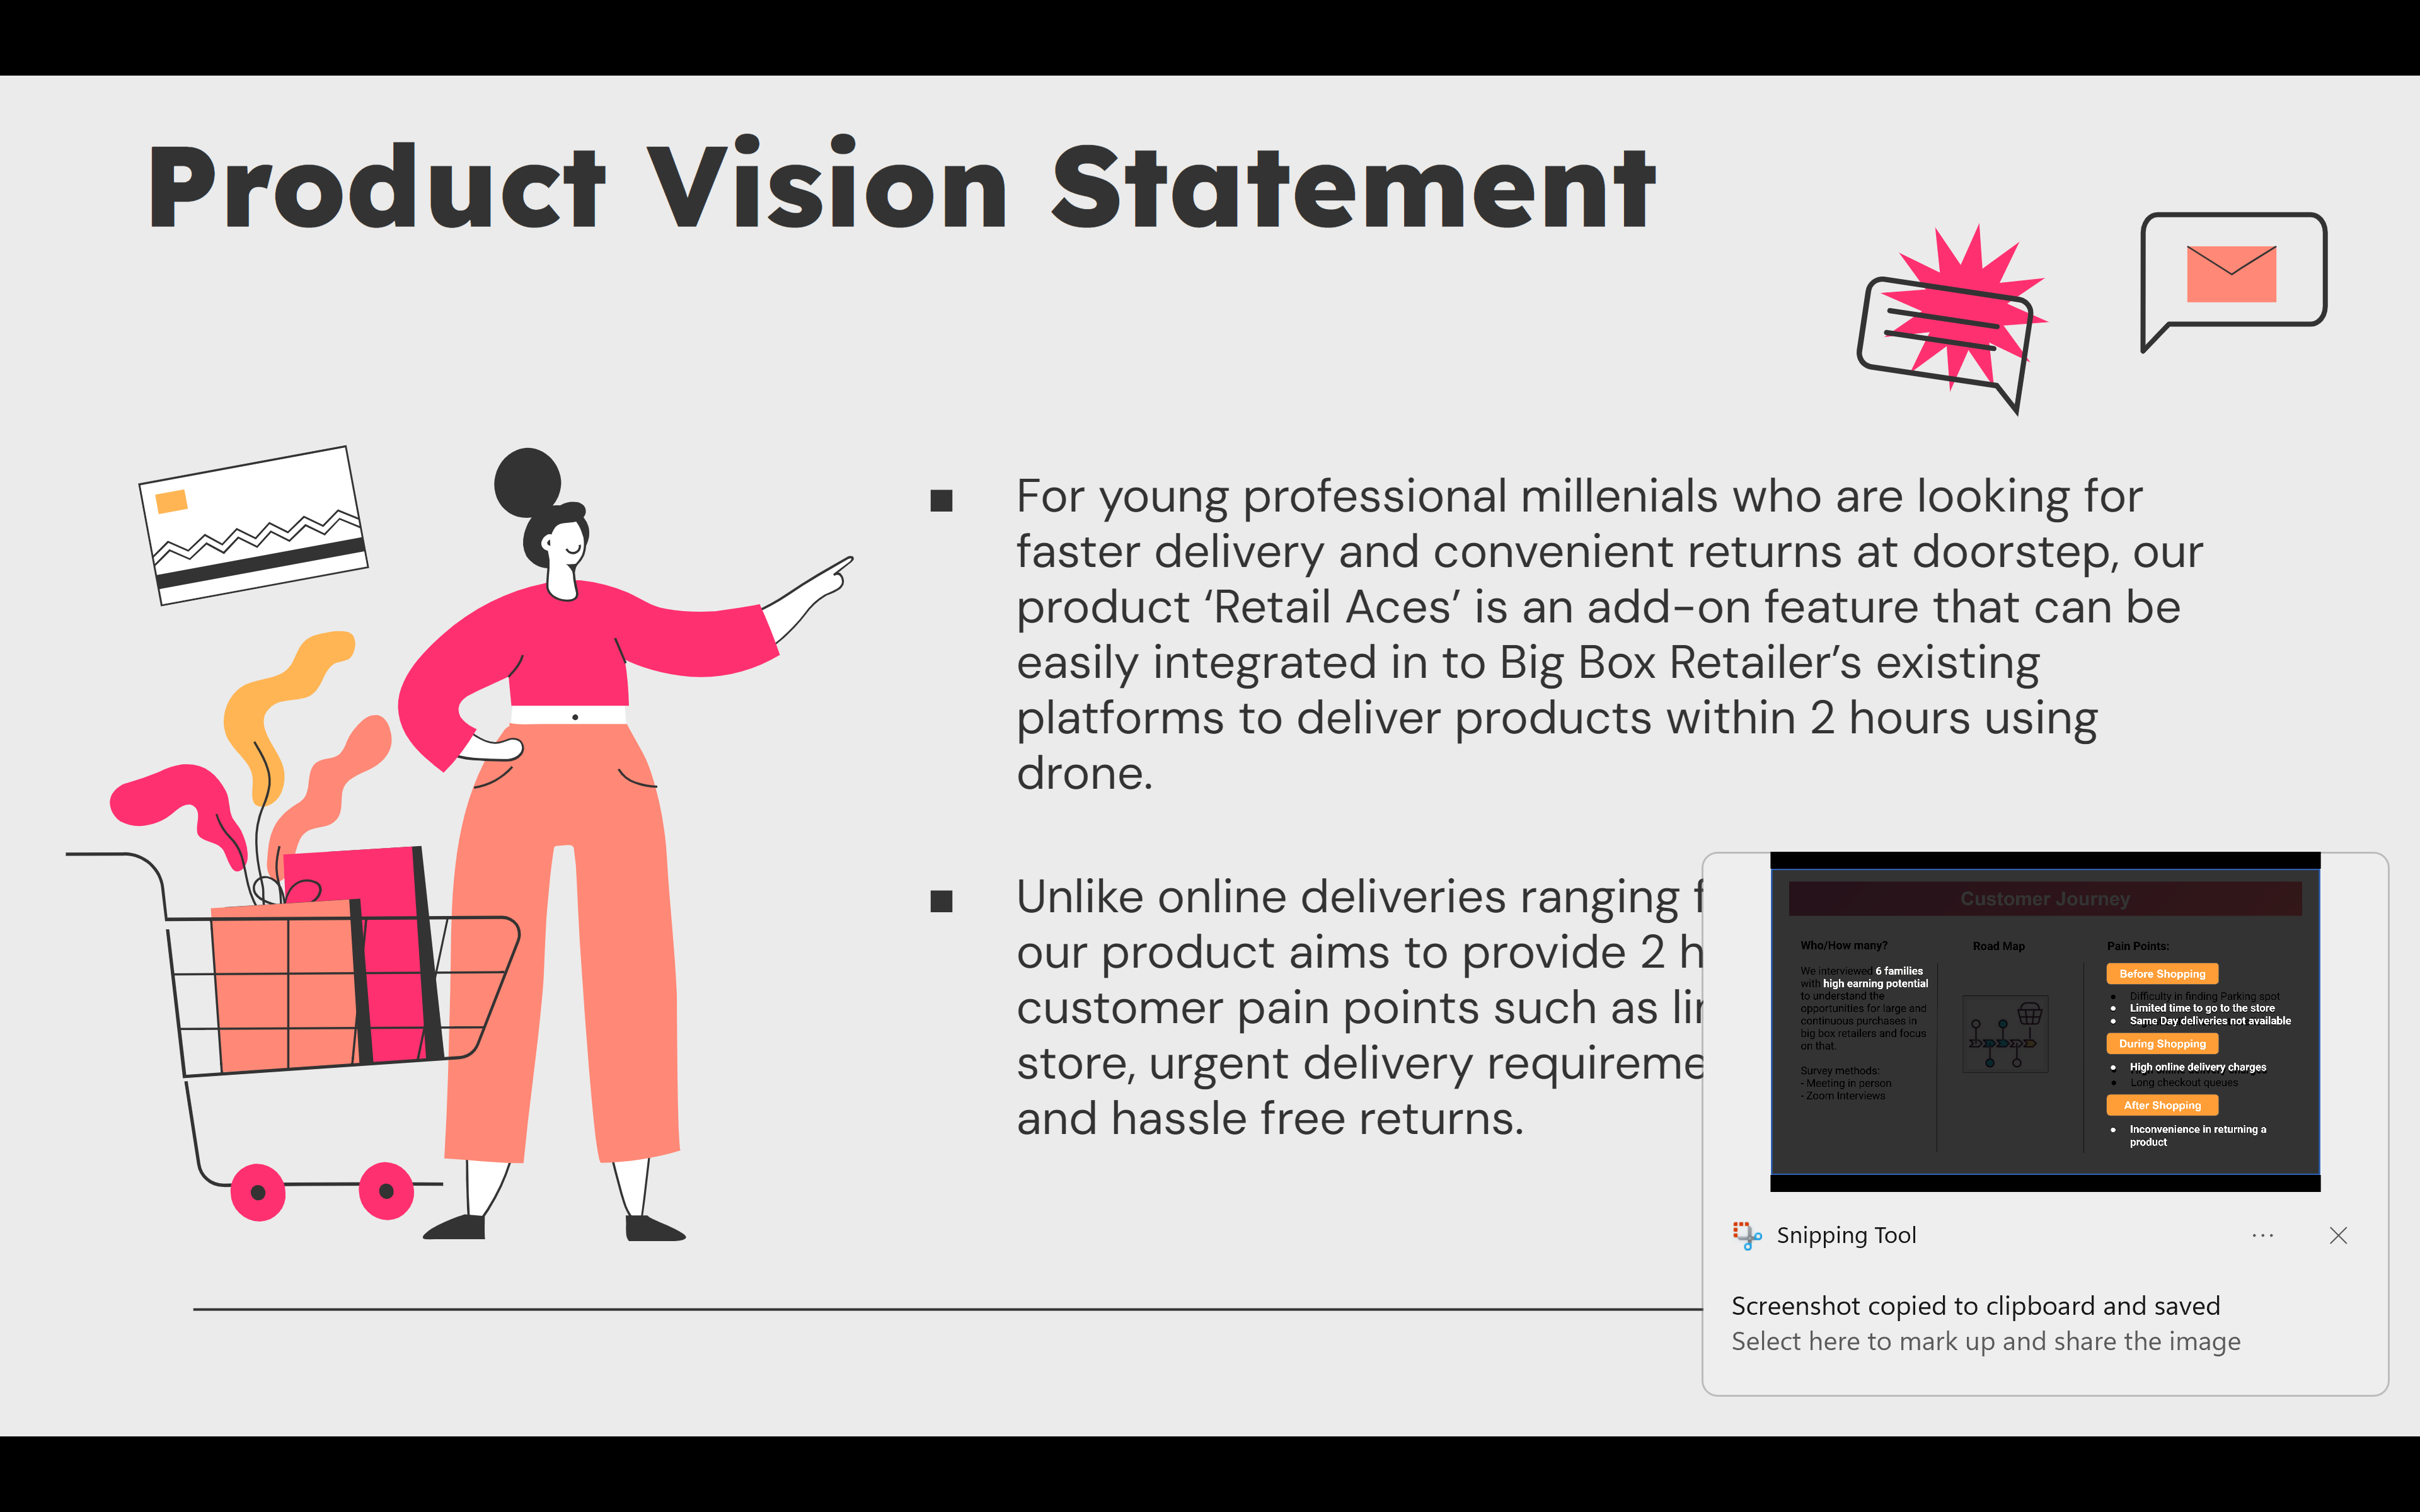 Product Vision Statement
■ For young professional millenials who are looking for
faster delivery and convenient returns at doorstep, our
product ‘Retail Aces’ is an add-on feature that can be
easily integrated in to Big Box Retailer’s existing
platforms to deliver products within 2 hours using
drone.
■ Unlike online deliveries ranging
our product aims to provide 2
customer pain points such as
store, urgent delivery
and hassle free returns.
Customer Journey
Who/How many?
We interviewed 6 families
with high earning potential
to understand the
opportunities for large and
continuous purchases in
big box retailers and focus
on that.
Survey methods:
- Meeting in person
- Zoom Interviews
Road Map
Pain Points:
Before Shopping
● Difficulty in finding Parking spot
● Limited time to go to the store
● Same Day deliveries not available
During Shopping
● High online delivery charges
● Long checkout queues
After Shopping
● Inconvenience in returning a
product
Snipping Tool
Screenshot copied to clipboard and saved
Select here to mark up and share the image